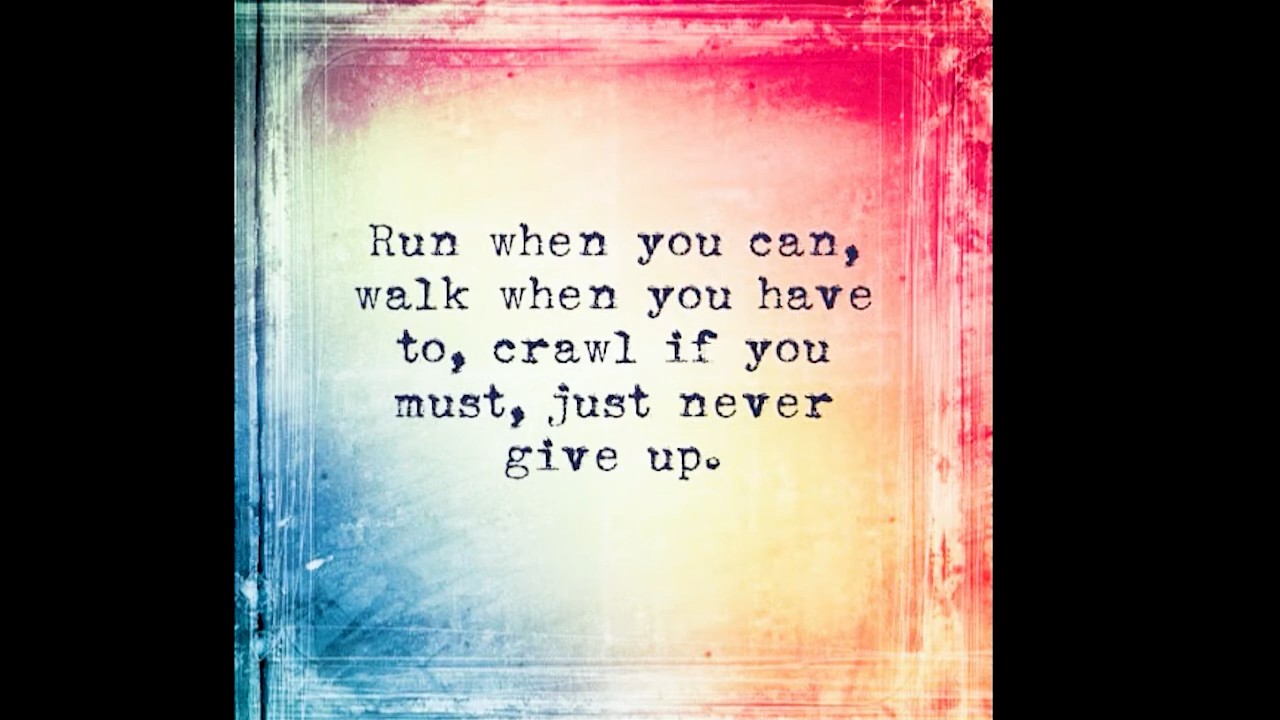 Run when you can,
walk when you have
to, crawl if you
must, just never
give up.